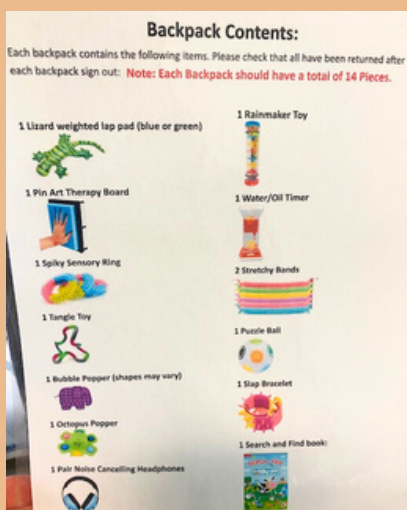 Backpack Contents:
Each backpack contains the following items. Please check that all have been returned after
each backpack sign out: Note: Each Backpack should have a total of 14 Pieces.
1 Lizard weighted lap pad (blue or green)
1 Pin Art Therapy Board
1 Spiky Sensory Ring
1 Tangle Toy
1 Bubble Popper (shapes may vary)
1 Octopus Popper
1 Pair Noise Cancelling Headphones
1 Rainmaker Toy
1 Water/Oil Timer
2 Stretchy Bands
1 Puzzle Ball
1 Slap Bracelet
1 Search and Find book: